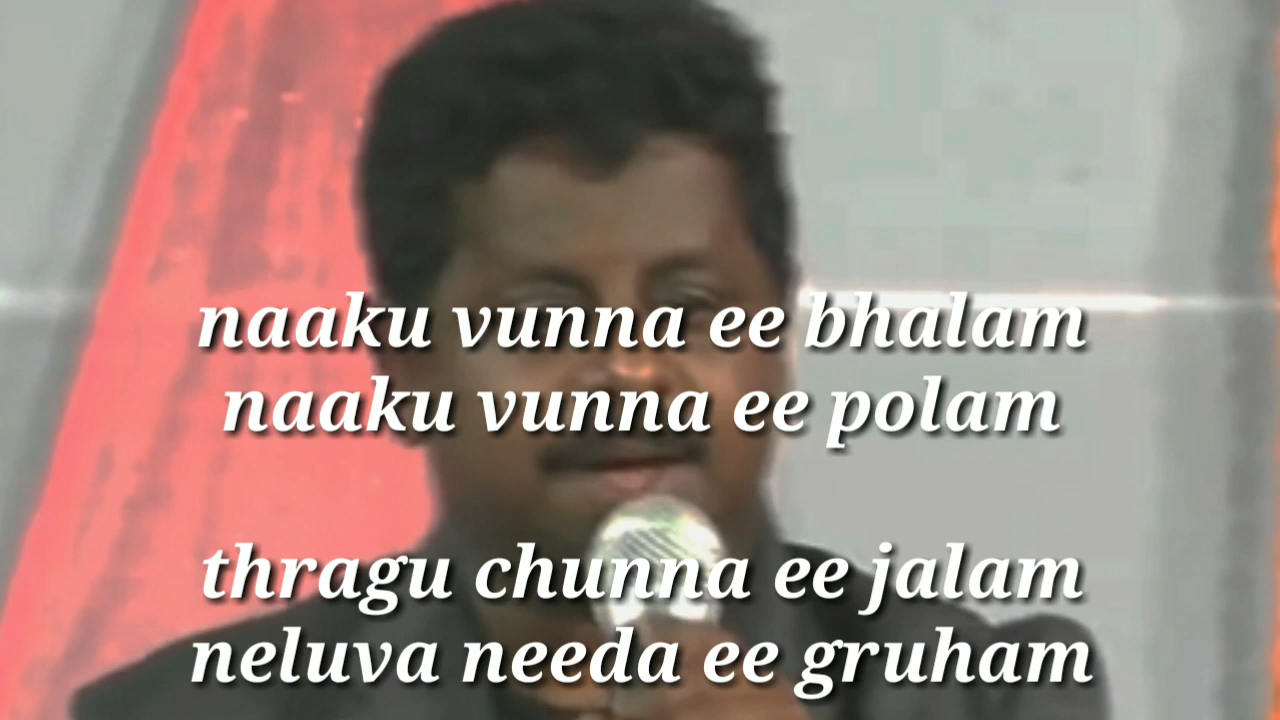 naaku vunna ee bhalam
naaku vunna ee polam
thragu chunna ee jalam
neluva needa ee gruham